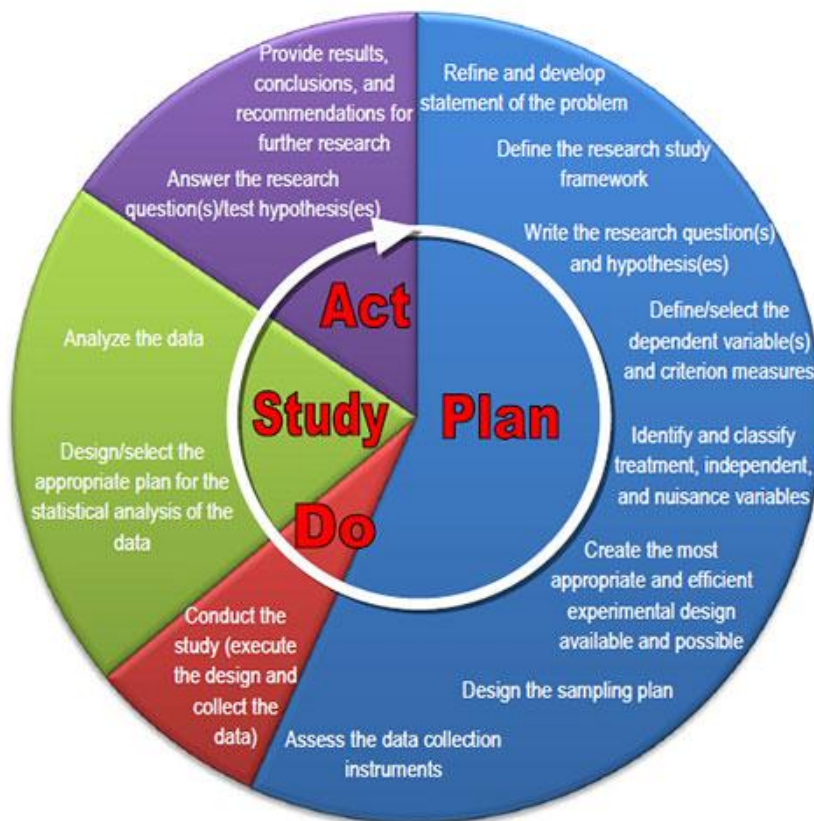 Refine and develop
statement of the problem
Define the research study
framework
Write the research question(s)
and hypothesis(es)
Define/select the
dependent variable(s)
and criterion measures
Identify and classify
treatment, independent,
and nuisance variables
Create the most
appropriate and efficient
experimental design
available and possible
Design the sampling plan
Assess the data collection
instruments
Plan
Conduct the
study (execute
the design and
collect the
data)
Do
Design/select the
appropriate plan for the
statistical analysis of the
data
Analyze the data
Study
Answer the research
question(s)/test hypothesis(es)
Provide results,
conclusions, and
recommendations for
further research
Act